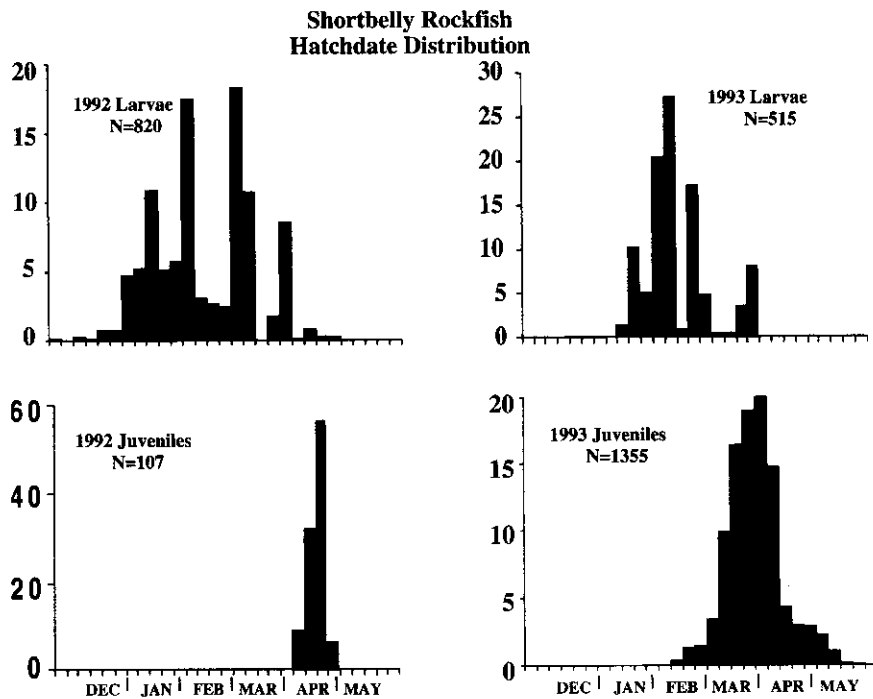 Shortbelly Rockfish
Hatchdate Distribution
20
15
10
5
0
1992 Larvae
N=820
30
25
20
15
10
5
0
1993 Larvae
N=515
60
40
20
0
1992 Juveniles
N=107
DEC JAN FEB MAR APR MAY
20
15
10
5
0
1993 Juveniles
N=1355
DEC JAN FEB MAR APR MAY